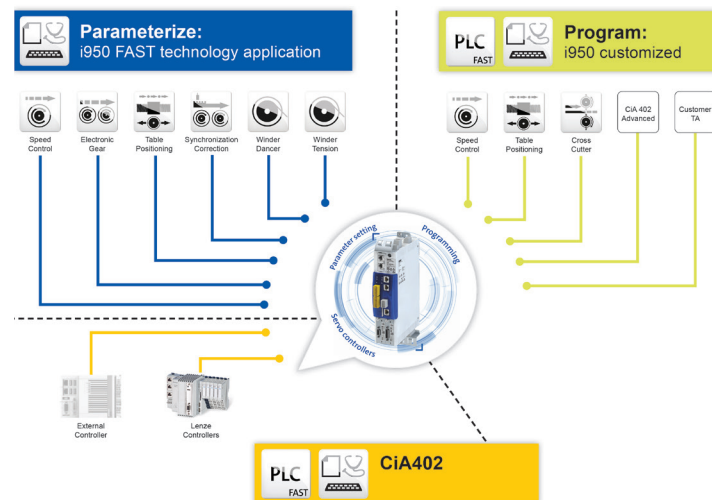 Parameterize:
i950 FAST technology application
PLC
FAST
Program:
i950 customized
Speed
Control
Electronic
Gear
Table
Positioning
Synchronization
Correction
Winder
Dancer
Winder
Tension
Speed
Control
Table
Positioning
Cross
Cutter
CiA 402
Advanced
Customer
TA
Parameter setting
Programming
Servo controllers
External
Controller
Lenze
Controllers
PLC
FAST
CiA402